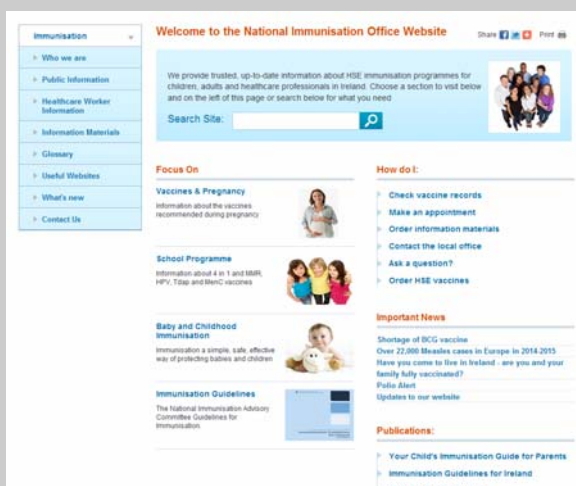 Immunisation
Who we are
Public Information
Healthcare Worker
Information
Information Materials
Glossary
Useful Websites
What's new
Contact Us
Welcome to the National Immunisation Office Website
Share
Print
We provide trusted, up-to-date information about HSE immunisation programmes for
children, adults and healthcare professionals in Ireland. Choose a section to visit below
and on the left of this page or search below for what you need
Search Site:
Focus On
Vaccines & Pregnancy
Information about the vaccines
recommended during pregnancy
School Programme
Information about 4 in 1 and MMR,
HPV, Tdap and MenC vaccines
Baby and Childhood
Immunisation
Immunisation a simple, safe, effective
way of protecting babies and children
Immunisation Guidelines
The National Immunisation Advisory
Committee Guidelines for
Immunisation.
How do I:
Check vaccine records
Make an appointment
Order information materials
Contact the local office
Ask a question?
Order HSE vaccines
Important News
Shortage of BCG vaccine
Over 22,000 Measles cases in Europe in 2014-2015
Have you come to live in Ireland - are you and your
family fully vaccinated?
Polio Alert
Updates to our website
Publications:
Your Child's Immunisation Guide for Parents
Immunisation Guidelines for Ireland